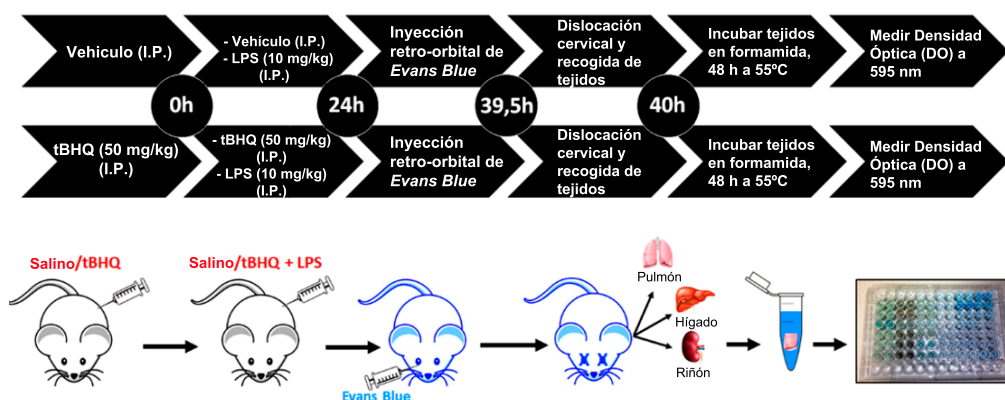 Vehiculo (I.P.)
- Vehículo (I.P.)
- LPS (10 mg/kg)
(I.P.)
Inyección
retro-orbital de
Evans Blue
Dislocación
cervical y
recogida de
tejidos
Incubar tejidos
en formamida,
48 h a 55ºC
Medir Densidad
Óptica (DO) a
595 nm
0h
24h
39,5h
40h
tBHQ (50 mg/kg)
(I.P.)
- tBHQ (50 mg/kg)
(I.P.)
- LPS (10 mg/kg)
(I.P.)
Inyección
retro-orbital de
Evans Blue
Dislocación
cervical y
recogida de
tejidos
Incubar tejidos
en formamida,
48 h a 55ºC
Medir Densidad
Óptica (DO) a
595 nm
Salino/tBHQ
Salino/tBHQ + LPS
Evans Blue
Pulmón
Hígado
Riñón